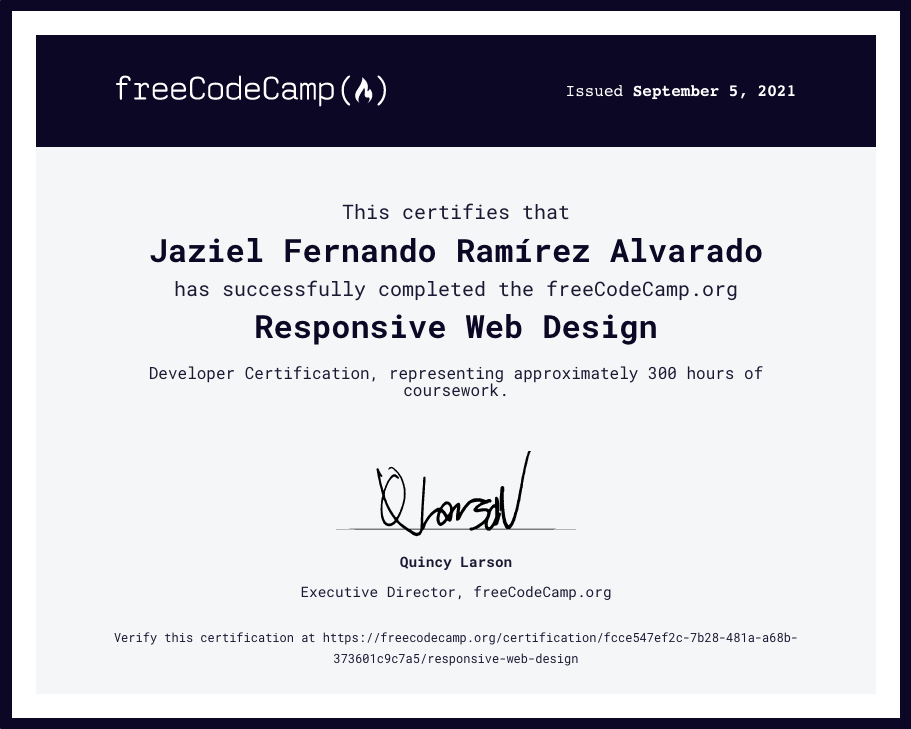 freeCodeCamp(🔥)
Issued September 5, 2021
This certifies that
Jaziel Fernando Ramírez Alvarado
has successfully completed the freeCodeCamp.org
Responsive Web Design
Developer Certification, representing approximately 300 hours of
coursework.
Q Larson
Quincy Larson
Executive Director, freeCodeCamp.org
Verify this certification at https://freecodecamp.org/certification/fcce547ef2c-7b28-481a-a68b-
373601c9c7a5/responsive-web-design